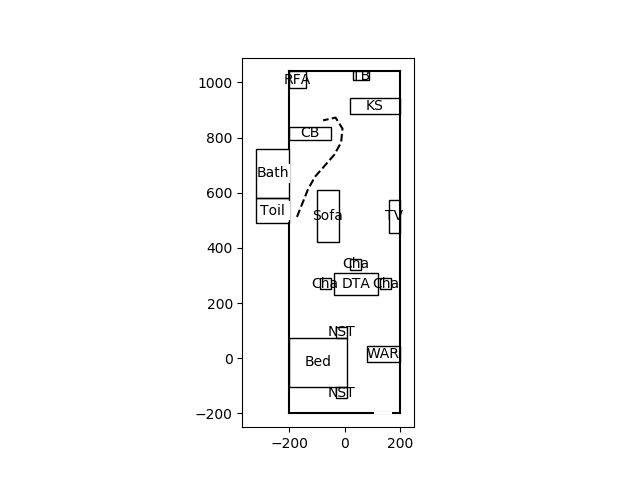 1000
800
600
400
200
0
−200
−200 0 200
RFA
TB
KS
CB
Bath
Toil
Sofa
TV
Cha
Cha DTA Cha
NST
Bed
WAR
NST